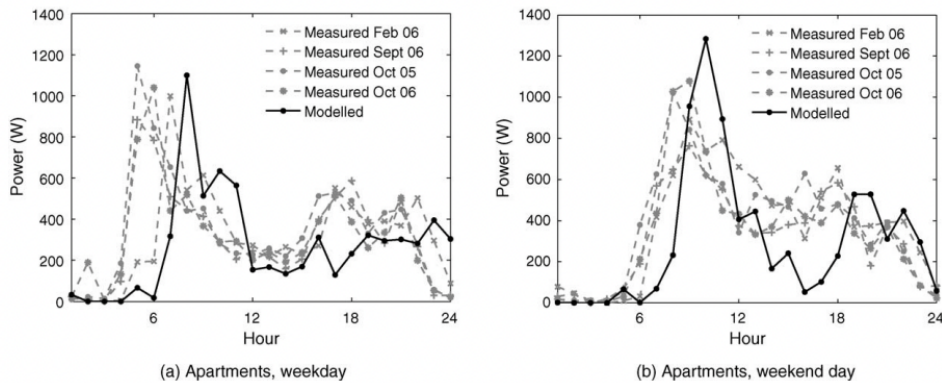 1400
1200
1000
800
600
400
200
0
Power (W)
6
12
18
24
Hour
Measured Feb 06
Measured Sept 06
Measured Oct 05
Measured Oct 06
Modelled
(a) Apartments, weekday
1400
1200
1000
800
600
400
200
0
Power (W)
6
12
18
24
Hour
Measured Feb 06
Measured Sept 06
Measured Oct 05
Measured Oct 06
Modelled
(b) Apartments, weekend day